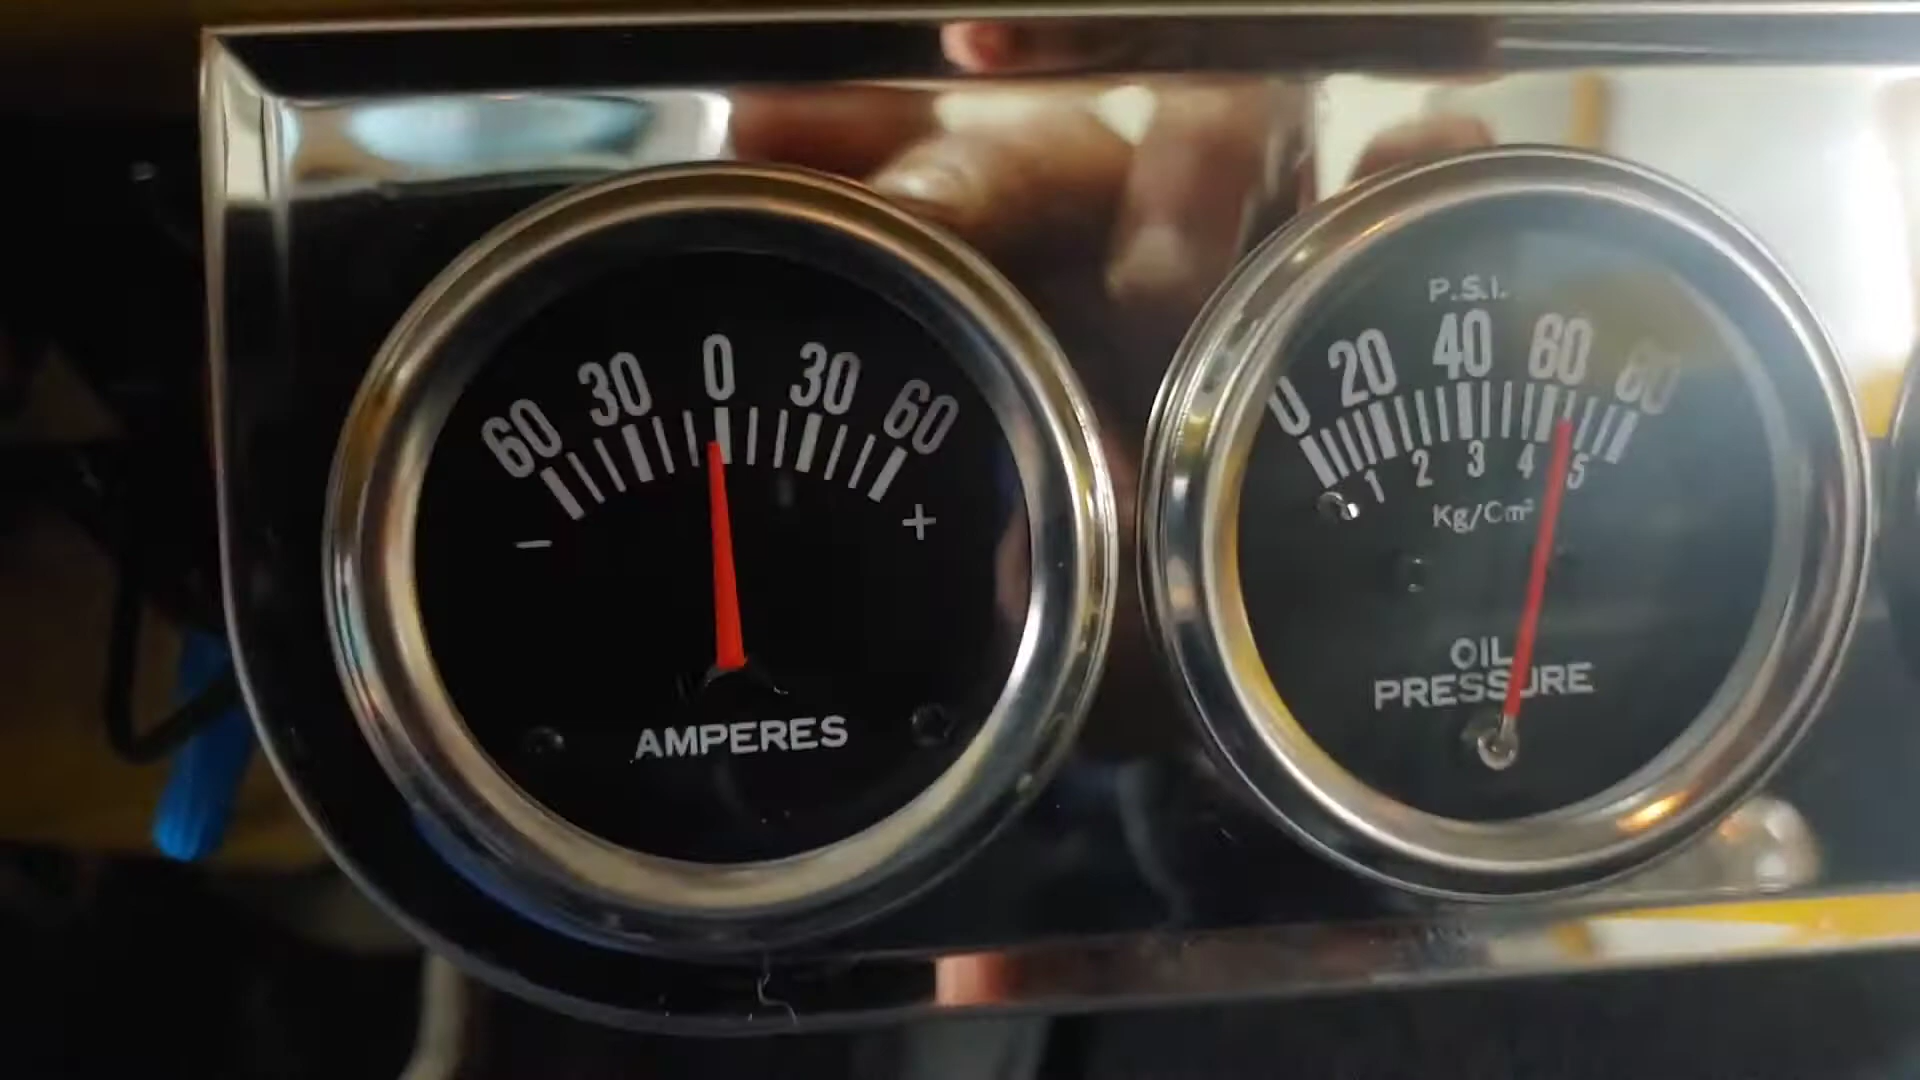 60 30 0 30 60
- +
AMPERES
P.S.I.
0 20 40 60 80
1 2 3 4 5
Kg/Cm²
OIL
PRESSURE